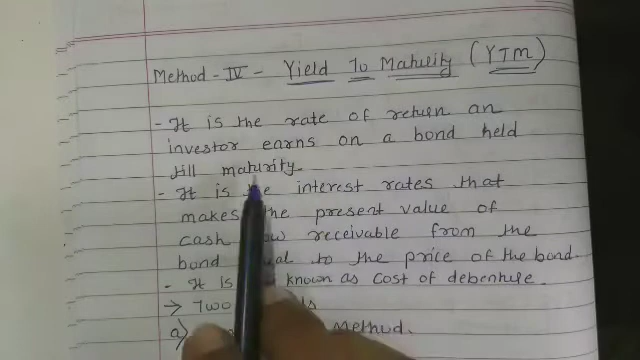 Method - IV - Yield To Maturity (YTM)
- It is the rate of return an
investor earns on a bond held
till maturity.
- It is the interest rates that
makes the present value of
cash receivable from the
bond to the price of the bond.
- It is known as cost of debenture.
→ Two
a) Method.